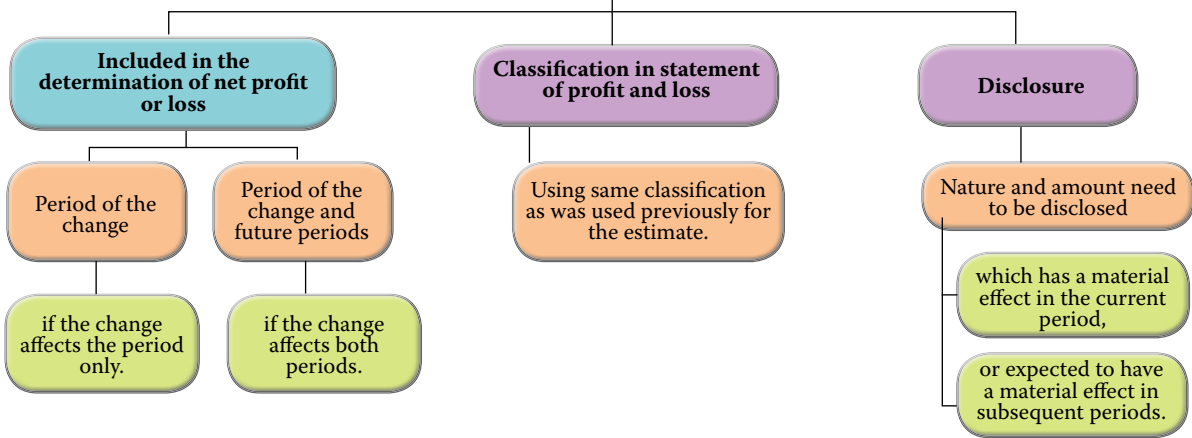 Included in the
determination of net profit
or loss
Classification in statement
of profit and loss
Disclosure
Period of the
change
Period of the
change and
future periods
Using same classification
as was used previously for
the estimate.
Nature and amount need
to be disclosed
if the change
affects the period
only.
if the change
affects both
periods.
which has a material
effect in the current
period,
or expected to have
a material effect in
subsequent periods.